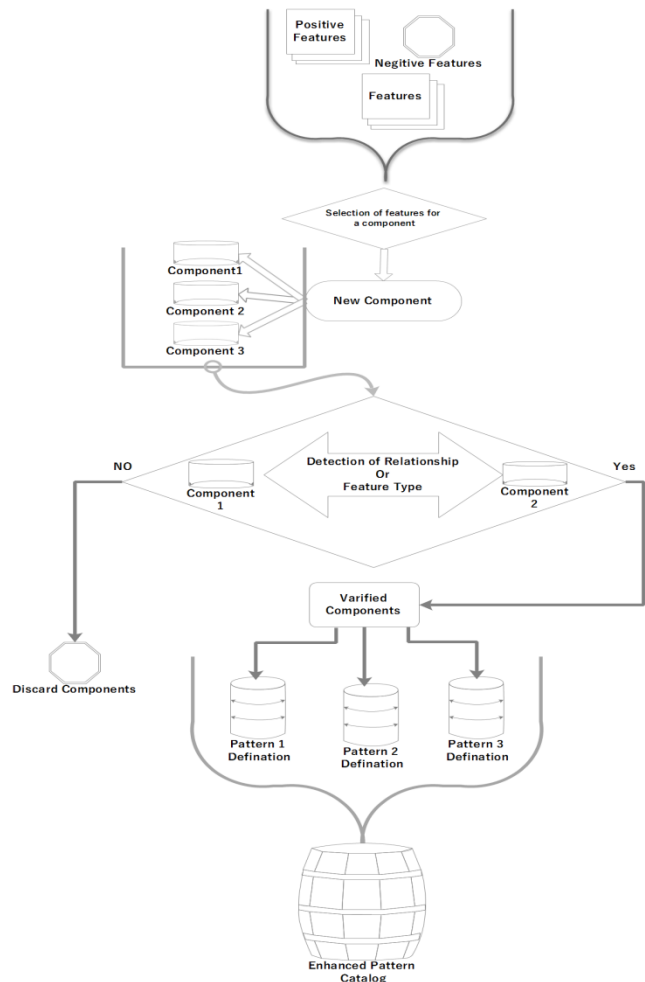 Positive
Features
Negitive Features
Features
Selection of features for
a component
Component1
Component 2
Component 3
New Component
NO
Yes
Detection of Relationship
Or
Feature Type
Component
1
Component
2
Varified
Components
Discard Components
Pattern 1
Defination
Pattern 2
Defination
Pattern 3
Defination
Enhanced Pattern
Catalog